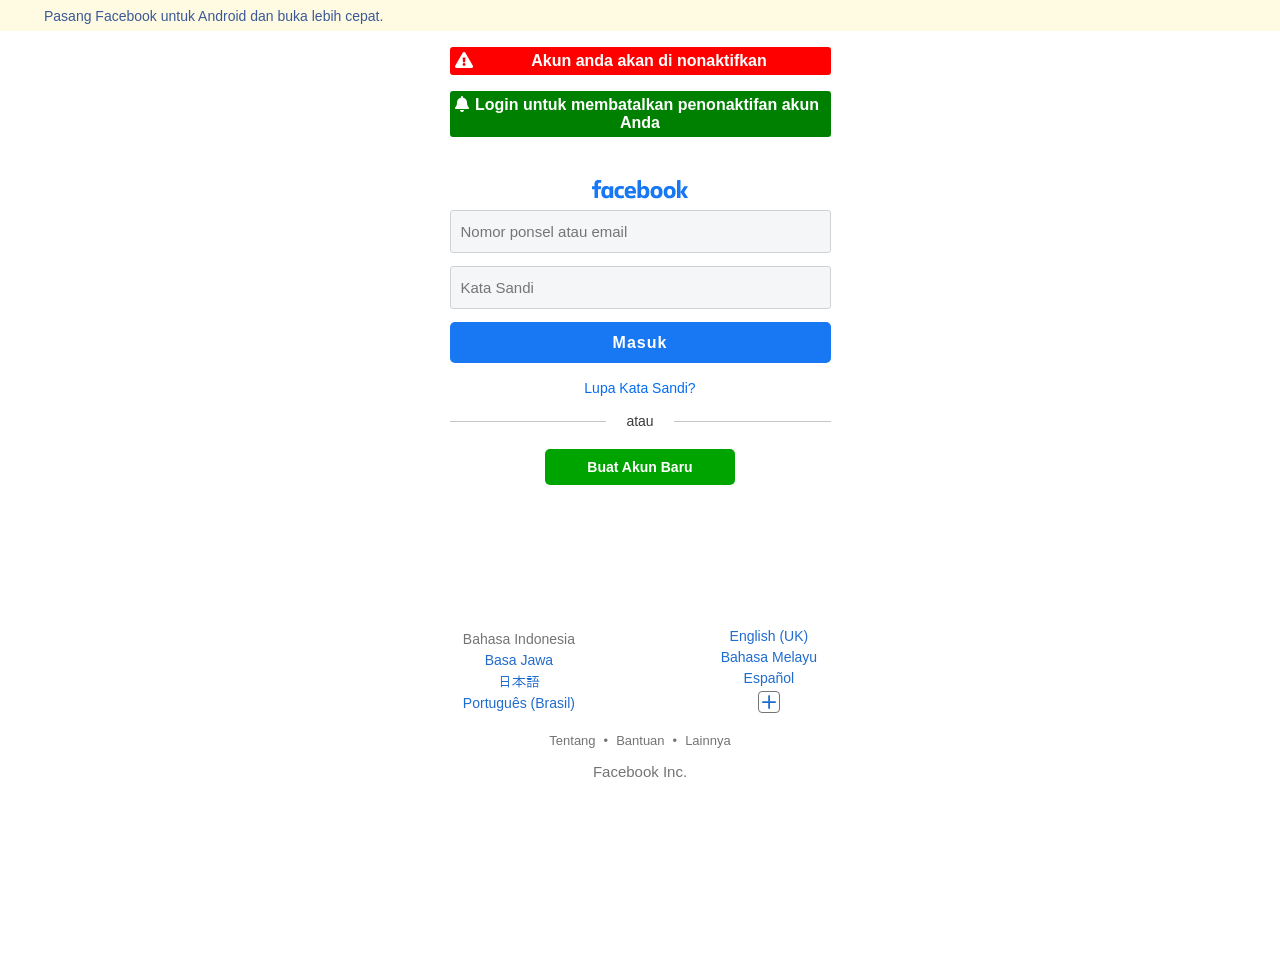 Pasang Facebook untuk Android dan buka lebih cepat.
Akun anda akan di nonaktifkan
Login untuk membatalkan penonaktifan akun
Anda
facebook
Nomor ponsel atau email
Kata Sandi
Masuk
Lupa Kata Sandi?
atau
Buat Akun Baru
Bahasa Indonesia
Basa Jawa
日本語
Português (Brasil)
English (UK)
Bahasa Melayu
Español
Tentang • Bantuan • Lainnya
Facebook Inc.